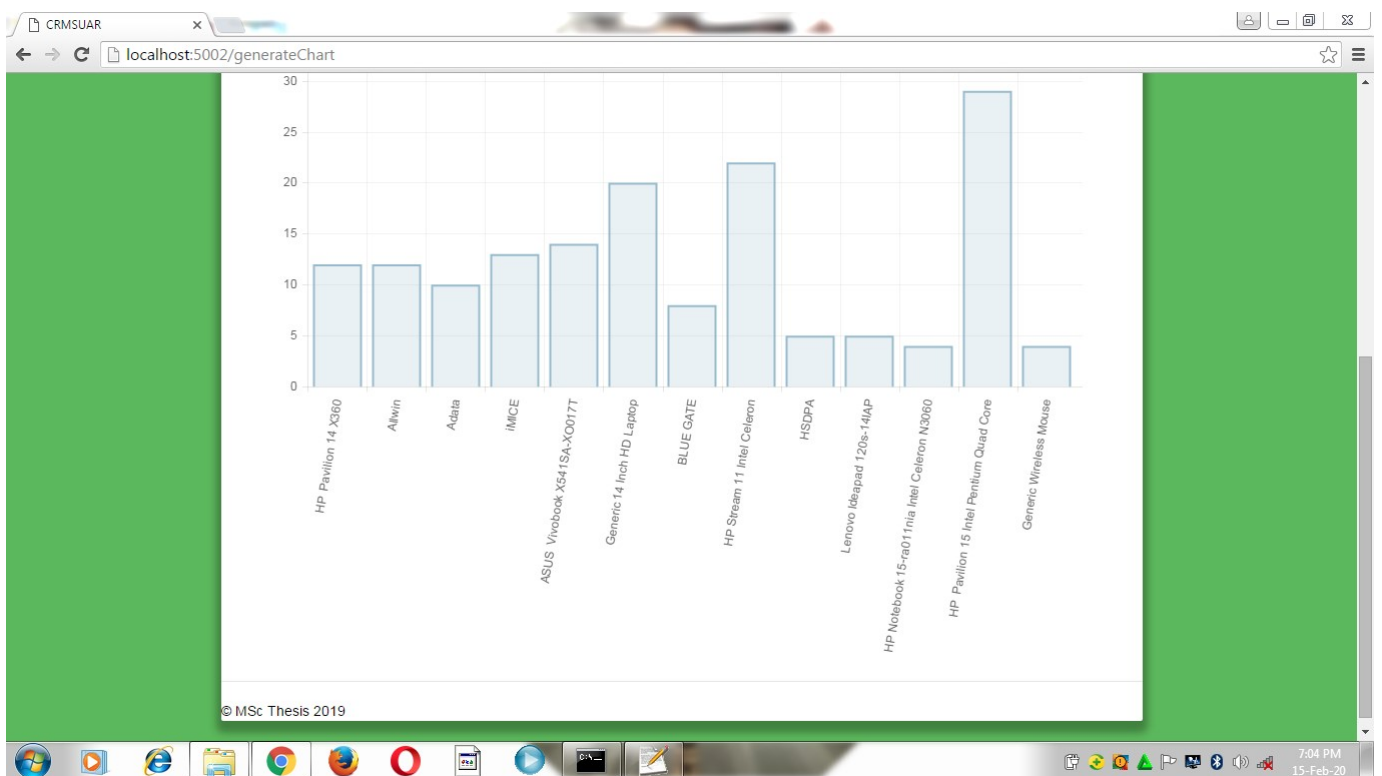 CRMSUAR
localhost:5002/generateChart
30
25
20
15
10
5
0
HP Pavilion 14 X360
Allwin
Adata
iMICE
ASUS Vivobook X541SA-XO017T
Generic 14 Inch HD Laptop
BLUE GATE
HP Stream 11 Intel Celeron
HSDPA
Lenovo Ideapad 120s-14IAP
HP Notebook 15-ra011nia Intel Celeron N3060
HP Pavilion 15 Intel Pentium Quad Core
Generic Wireless Mouse
© MSc Thesis 2019
7:04 PM
15-Feb-20